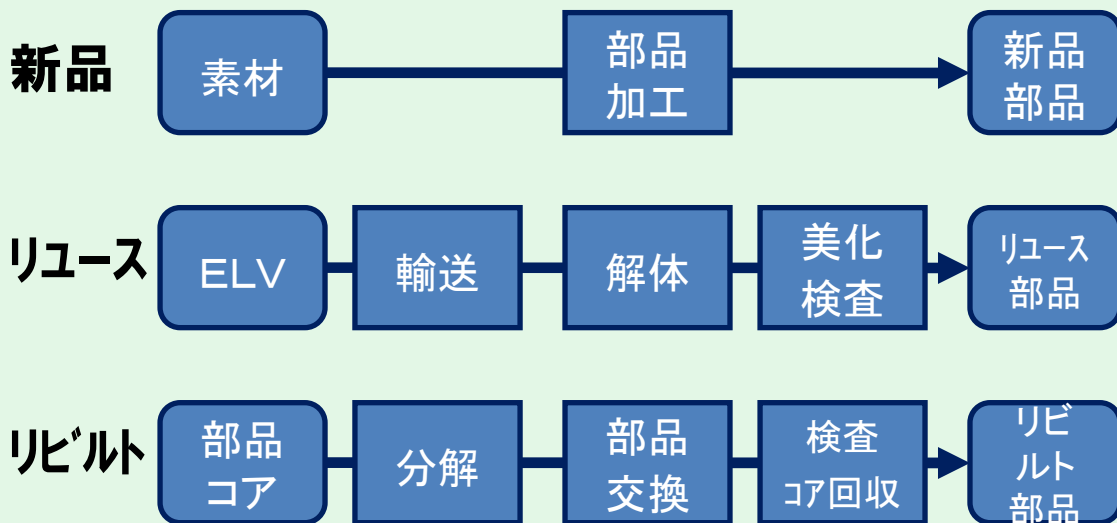 新品
素材
部品
加工
新品
部品
リユース
ELV
輸送
解体
美化
検査
リユース
部品
リビルト
部品
コア
分解
部品
交換
検査
コア回収
リビ
ルト
部品